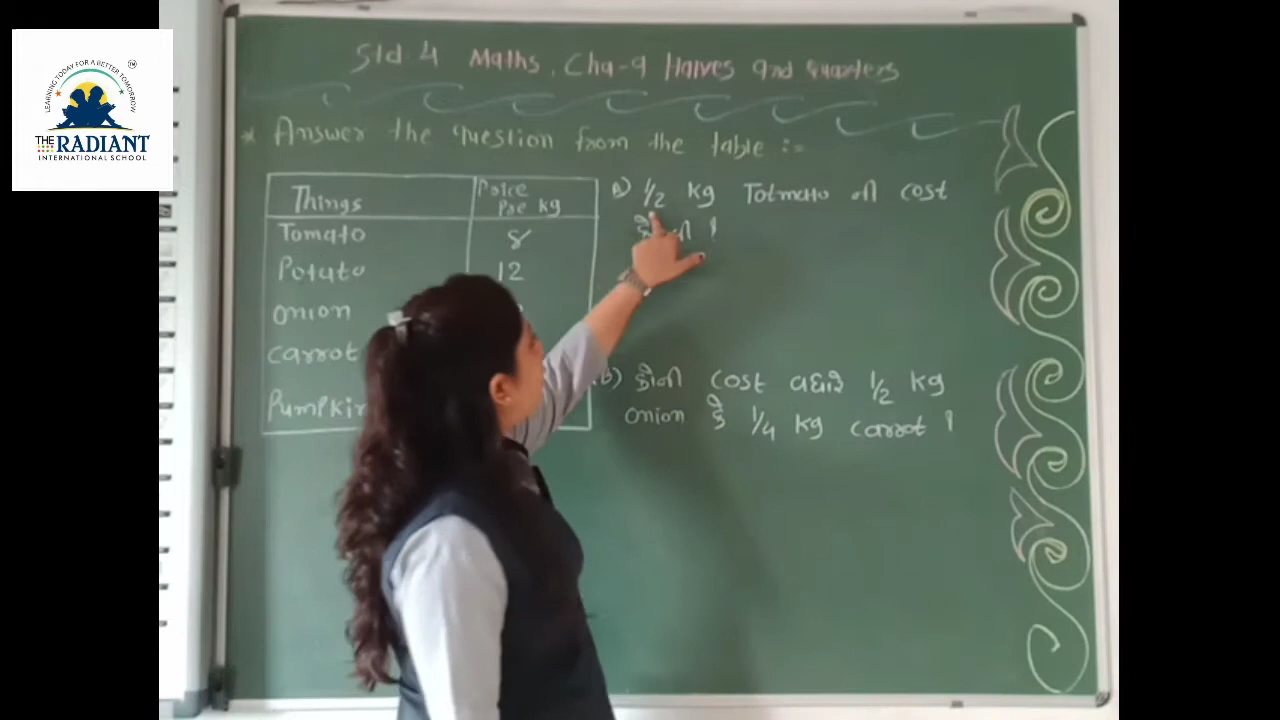 LEARNING TODAY FOR A BETTER TOMORROW
THE RADIANT
INTERNATIONAL SCHOOL
Std. 4 Maths, Cha-9 Halves and Quarters
* Answer the question from the table :-
Things Price Per kg
Tomato 8
Potato 12
Onion
Carrot
Pumpkin
A) 1/2 kg Totmato ની cost
?
B) કોની cost વધારે 1/2 kg
onion કે 1/4 kg carrot ?